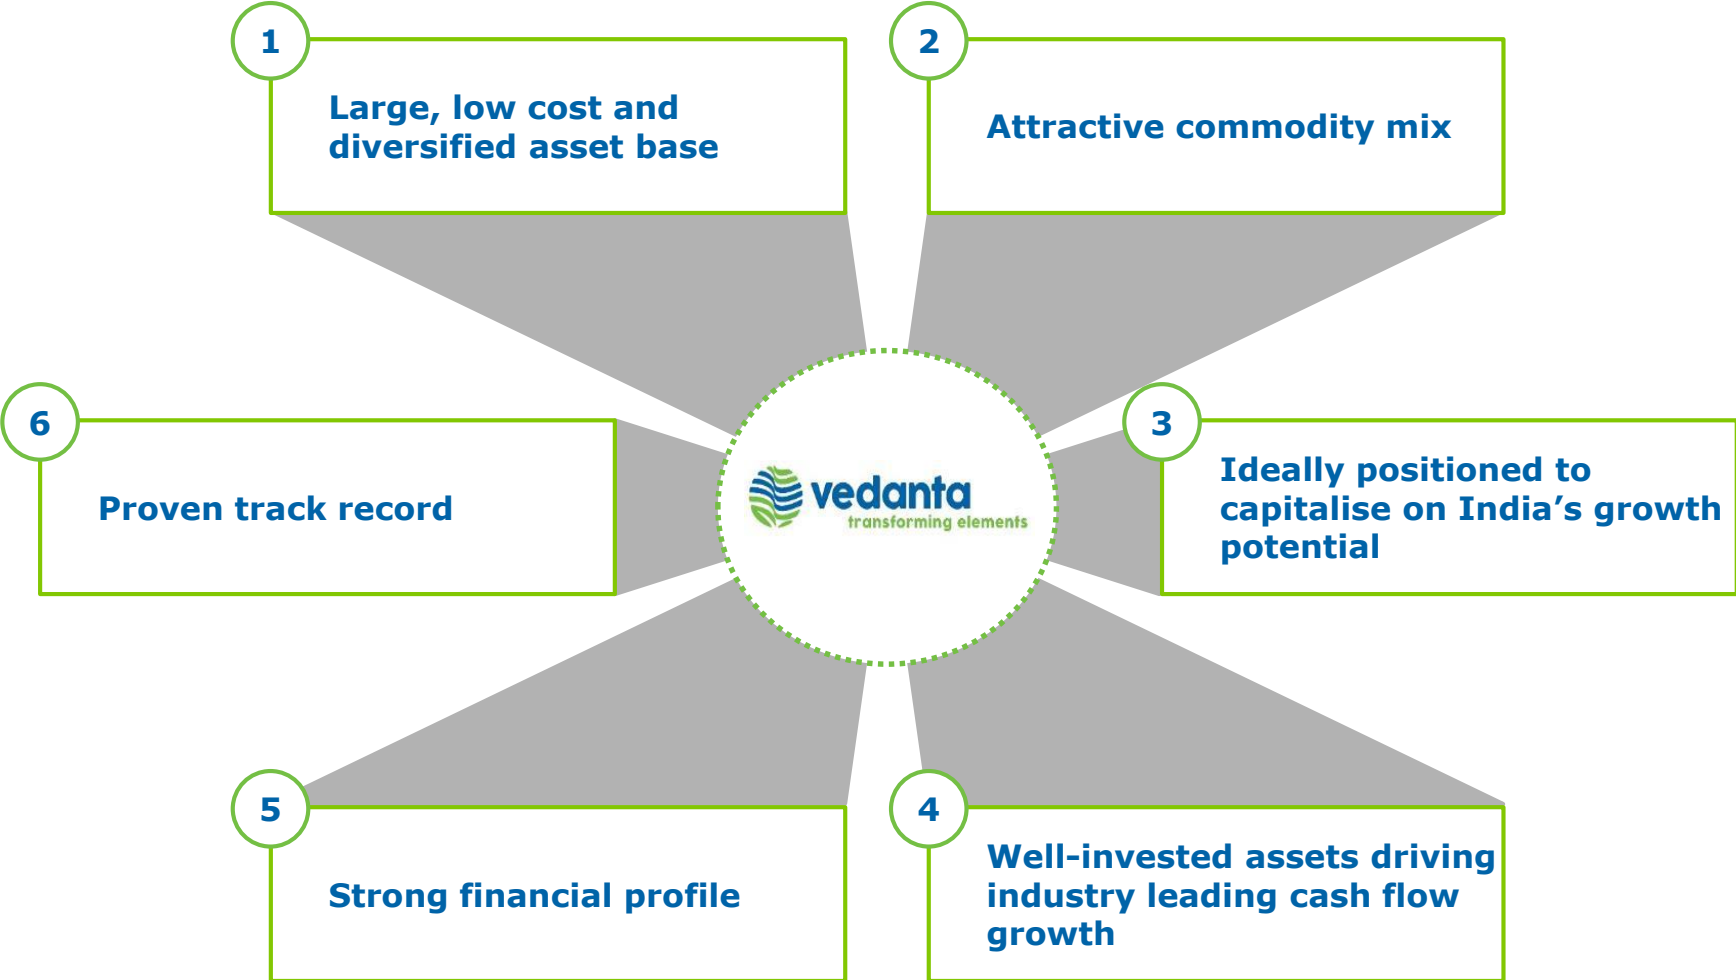 1
Large, low cost and
diversified asset base
2
Attractive commodity mix
6
Proven track record
vedanta
transforming elements
3
Ideally positioned to
capitalise on India’s growth
potential
5
Strong financial profile
4
Well-invested assets driving
industry leading cash flow
growth